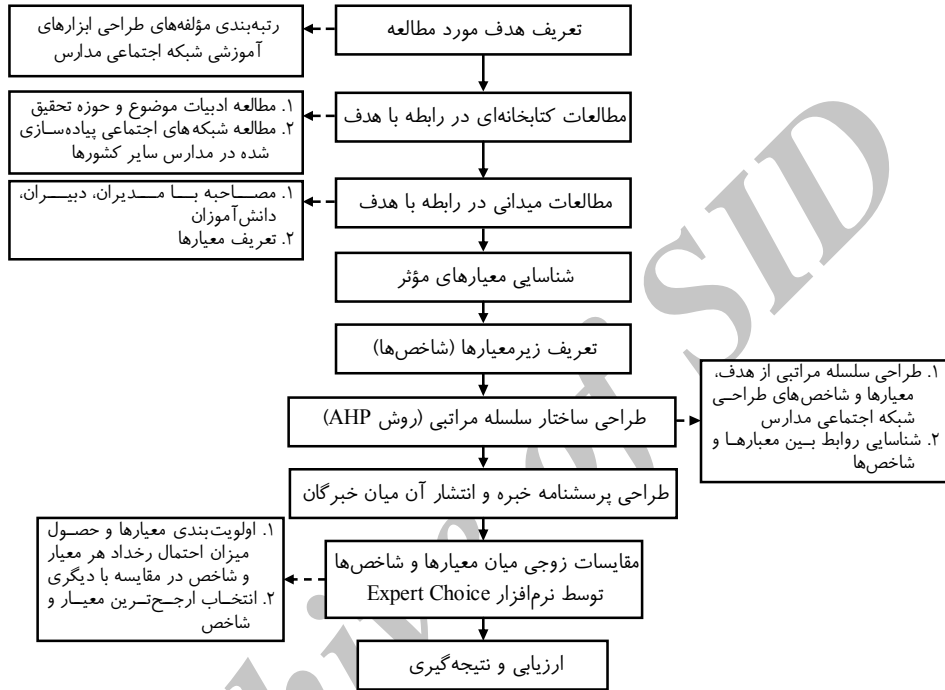 تعریف هدف مورد مطالعه
رتبه‌بندی مؤلفه‌های طراحی ابزارهای
آموزشی شبکه اجتماعی مدارس
مطالعات کتابخانه‌ای در رابطه با هدف
۱. مطالعه ادبیات موضوع و حوزه تحقیق
۲. مطالعه شبکه‌های اجتماعی پیاده‌سازی
شده در مدارس سایر کشورها
مطالعات میدانی در رابطه با هدف
۱. مصاحبه با مدیران، دبیران،
دانش‌آموزان
۲. تعریف معیارها
شناسایی معیارهای مؤثر
تعریف زیرمعیارها (شاخص‌ها)
طراحی ساختار سلسله مراتبی (روش AHP)
۱. طراحی سلسله مراتبی از هدف،
معیارها و شاخص‌های طراحی
شبکه اجتماعی مدارس
۲. شناسایی روابط بین معیارها و
شاخص‌ها
طراحی پرسشنامه خبره و انتشار آن میان خبرگان
مقایسات زوجی میان معیارها و شاخص‌ها
توسط نرم‌افزار Expert Choice
۱. اولویت‌بندی معیارها و حصول
میزان احتمال رخداد هر معیار
و شاخص در مقایسه با دیگری
۲. انتخاب ارجح‌ترین معیار و
شاخص
ارزیابی و نتیجه‌گیری
Archive of SID